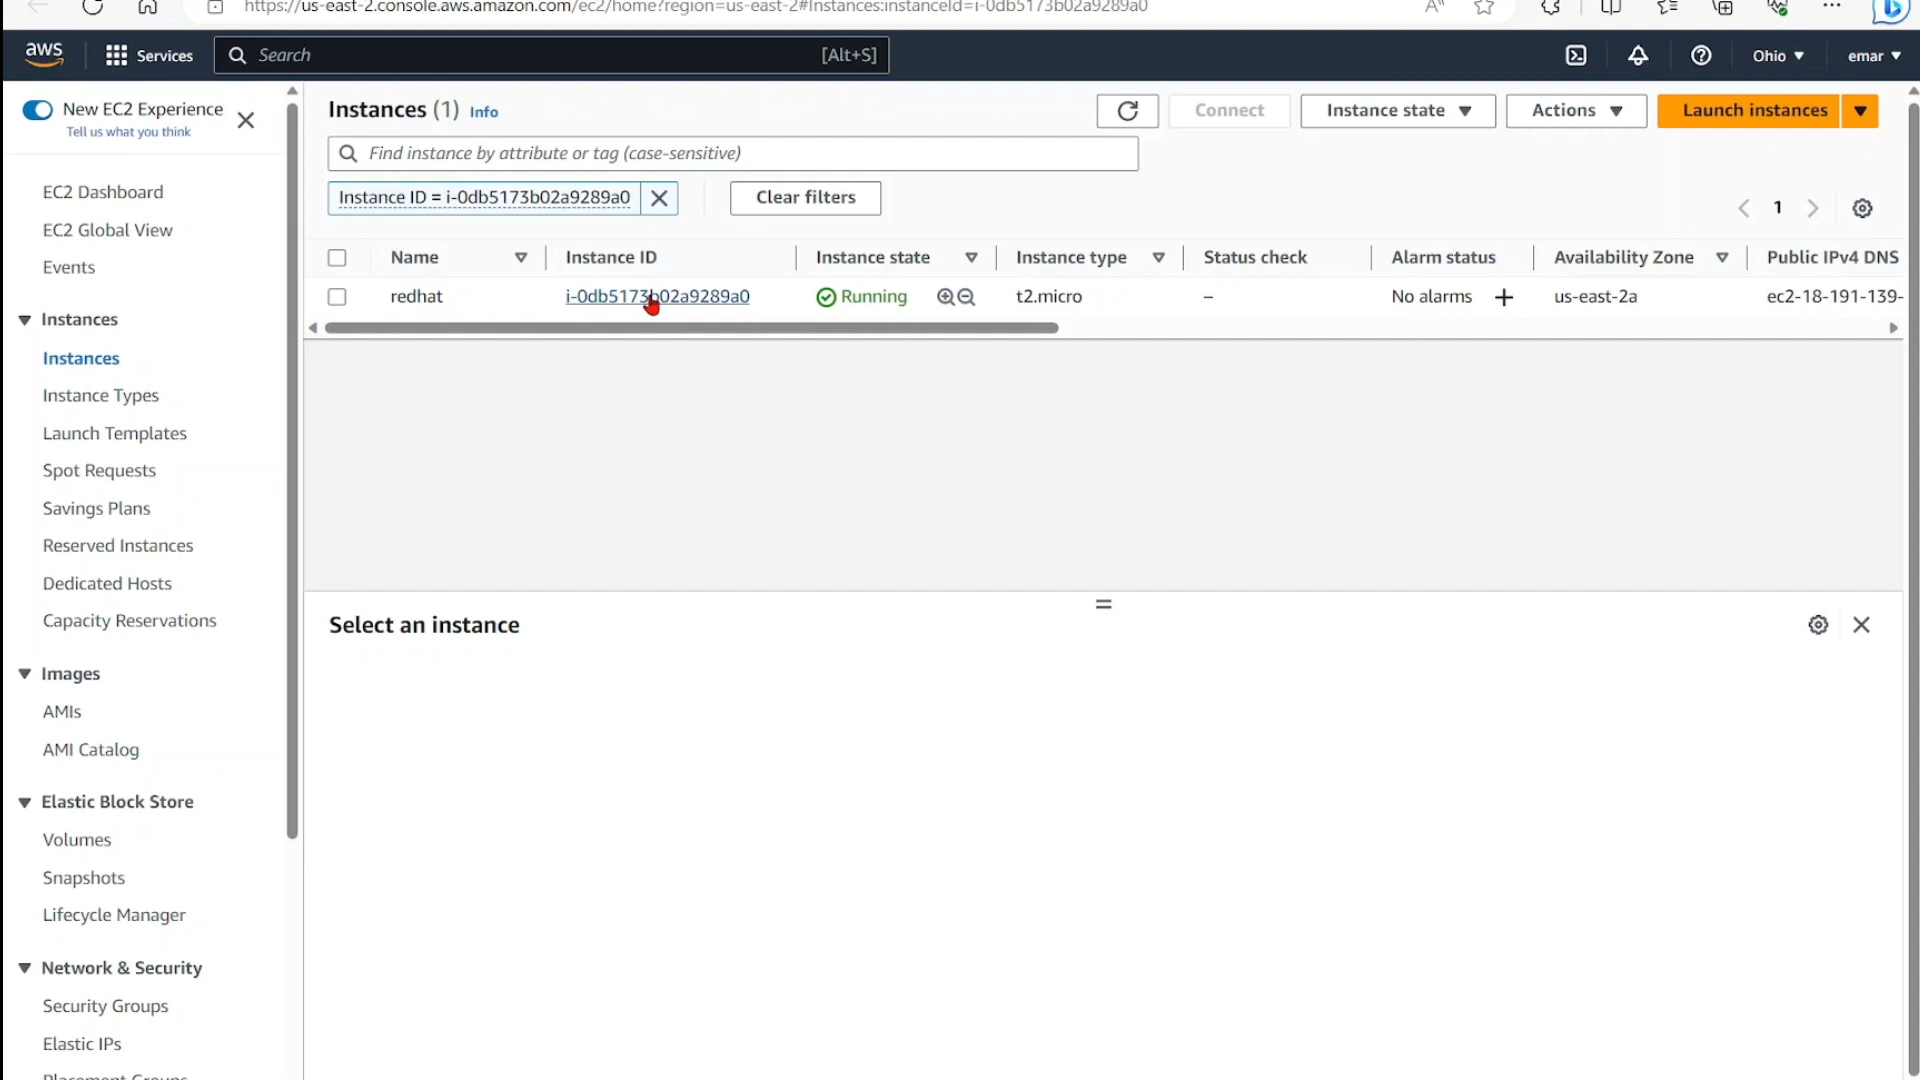 https://us-east-2.console.aws.amazon.com/ec2/home?region=us-east-2#Instances:instanceId=i-0db5173b02a9289a0
aws Services Search [Alt+S] Ohio emar
New EC2 Experience
Tell us what you think
EC2 Dashboard
EC2 Global View
Events
Instances
Instances
Instance Types
Launch Templates
Spot Requests
Savings Plans
Reserved Instances
Dedicated Hosts
Capacity Reservations
Images
AMIs
AMI Catalog
Elastic Block Store
Volumes
Snapshots
Lifecycle Manager
Network & Security
Security Groups
Elastic IPs
Placement Groups
Instances (1) Info
Connect
Instance state
Actions
Launch instances
Find instance by attribute or tag (case-sensitive)
Instance ID = i-0db5173b02a9289a0
Clear filters
1
Name Instance ID Instance state Instance type Status check Alarm status Availability Zone Public IPv4 DNS
redhat i-0db5173b02a9289a0 Running t2.micro – No alarms + us-east-2a ec2-18-191-139-
Select an instance